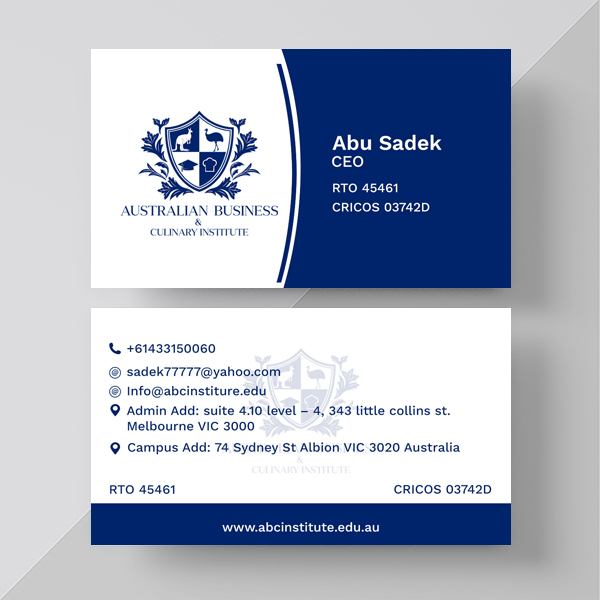 AUSTRALIAN BUSINESS
&
CULINARY INSTITUTE
Abu Sadek
CEO
RTO 45461
CRICOS 03742D
+61433150060
sadek77777@yahoo.com
Info@abcinstiture.edu
Admin Add: suite 4.10 level – 4, 343 little collins st.
Melbourne VIC 3000
Campus Add: 74 Sydney St Albion VIC 3020 Australia
&
CULINARY INSTITUTE
RTO 45461
CRICOS 03742D
www.abcinstitute.edu.au